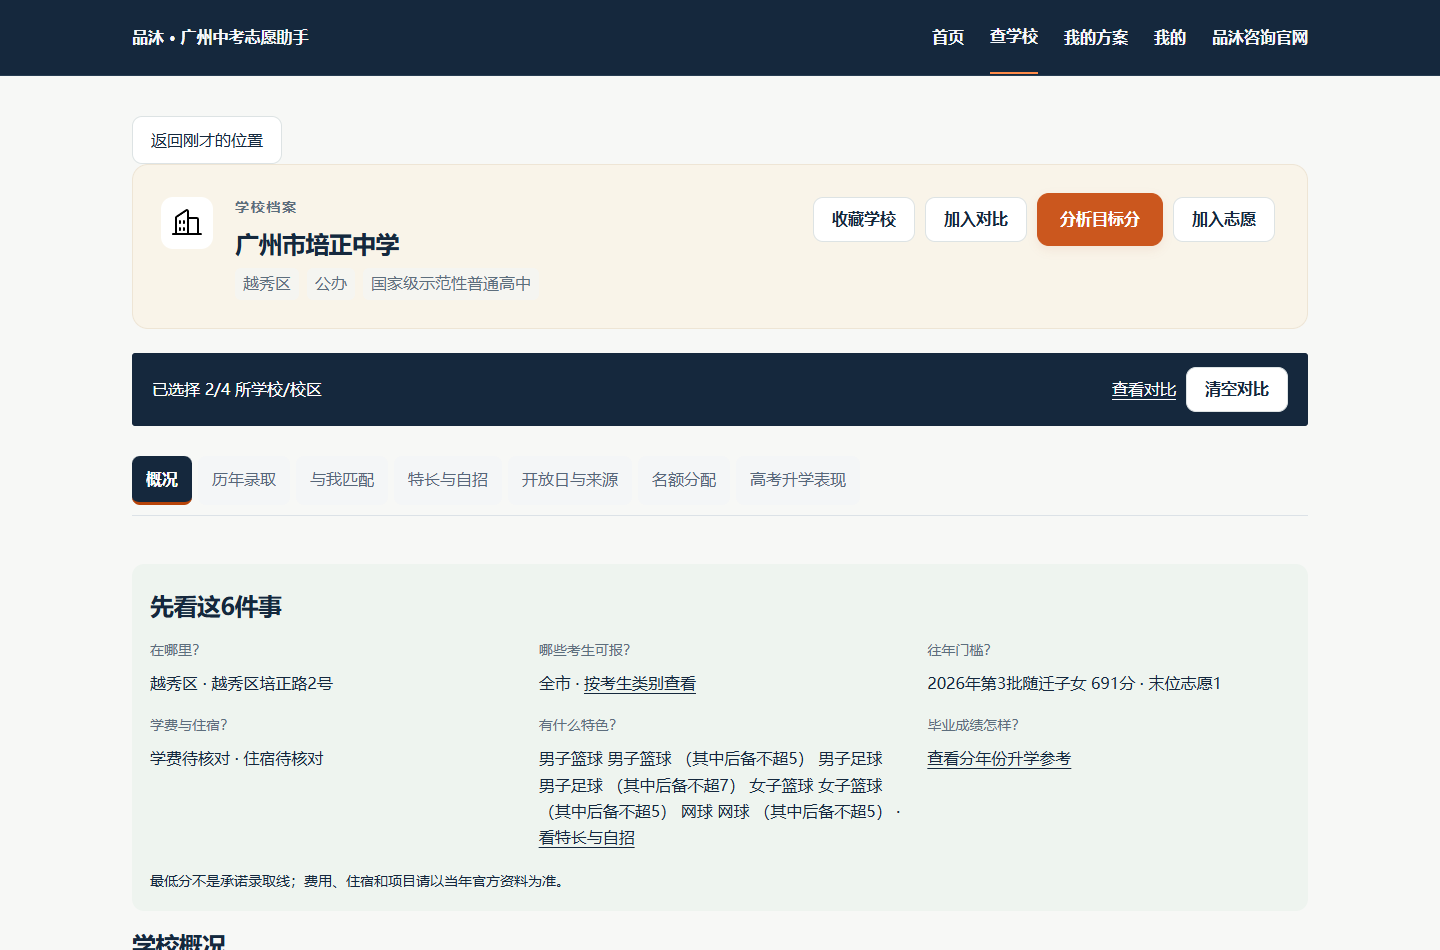 品沐 • 广州中考志愿助手
首页 查学校 我的方案 我的 品沐咨询官网
返回刚才的位置
学校档案
广州市培正中学
越秀区 公办 国家级示范性普通高中
收藏学校 加入对比 分析目标分 加入志愿
已选择 2/4 所学校/校区
查看对比 清空对比
概况 历年录取 与我匹配 特长与自招 开放日与来源 名额分配 高考升学表现
先看这6件事
在哪里?
越秀区 · 越秀区培正路2号
哪些考生可报?
全市 · 按考生类别查看
往年门槛?
2026年第3批随迁子女 691分 · 末位志愿1
学费与住宿?
学费待核对 · 住宿待核对
有什么特色?
男子篮球 男子篮球 （其中后备不超5） 男子足球
男子足球 （其中后备不超7） 女子篮球 女子篮球
（其中后备不超5） 网球 网球 （其中后备不超5） ·
看特长与自招
毕业成绩怎样?
查看分年份升学参考
最低分不是承诺录取线；费用、住宿和项目请以当年官方资料为准。
学校概况